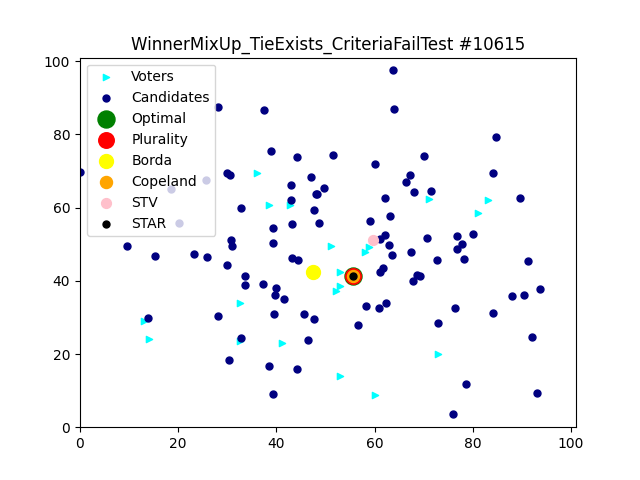 WinnerMixUp_TieExists_CriteriaFailTest #10615
100
80
60
40
20
0
0
20
40
60
80
100
Voters
Candidates
Optimal
Plurality
Borda
Copeland
STV
STAR